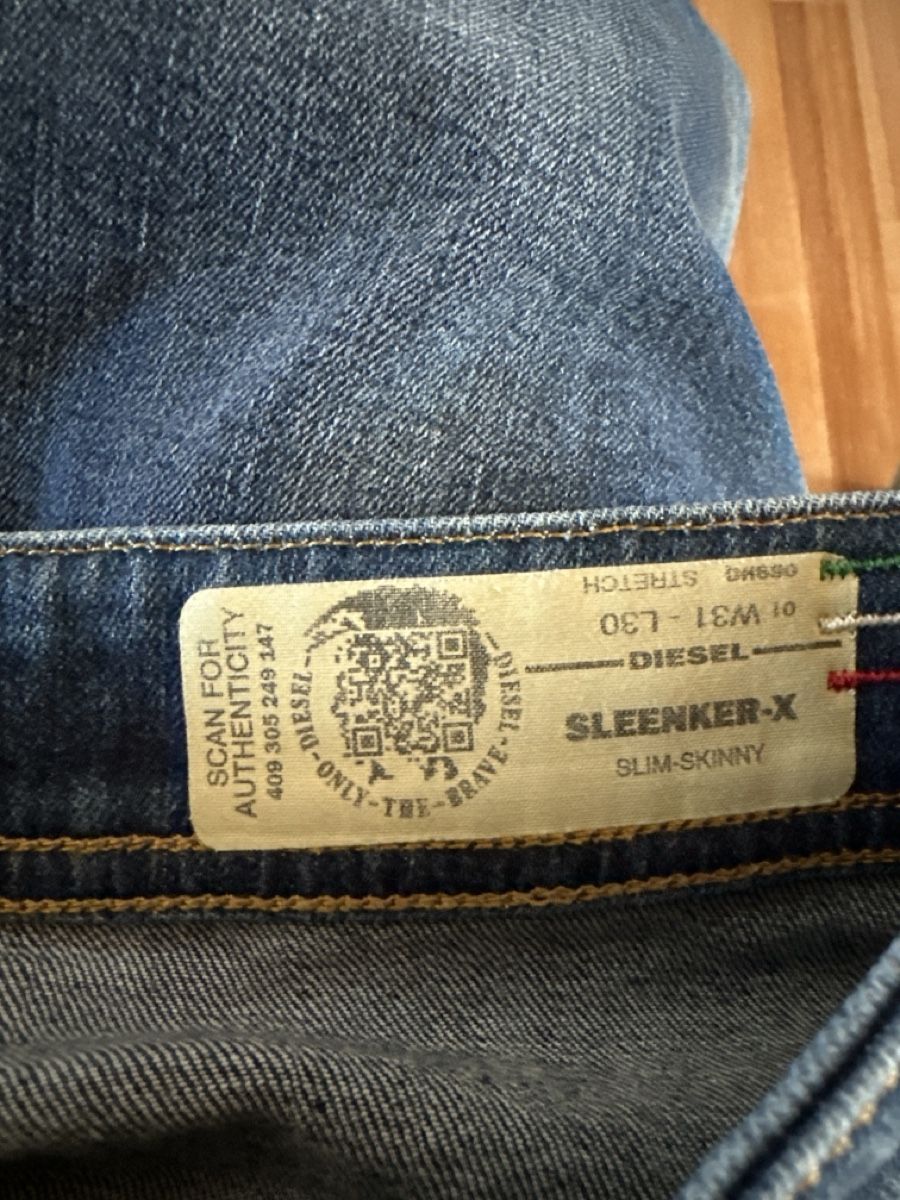 SCAN FOR
AUTHENTICITY
409 305 249 147
DIESEL - ONLY - THE - BRAVE - DIESEL
DIESEL
SLEENKER-X
SLIM-SKINNY
01 W31 - L30
069HQ STRETCH